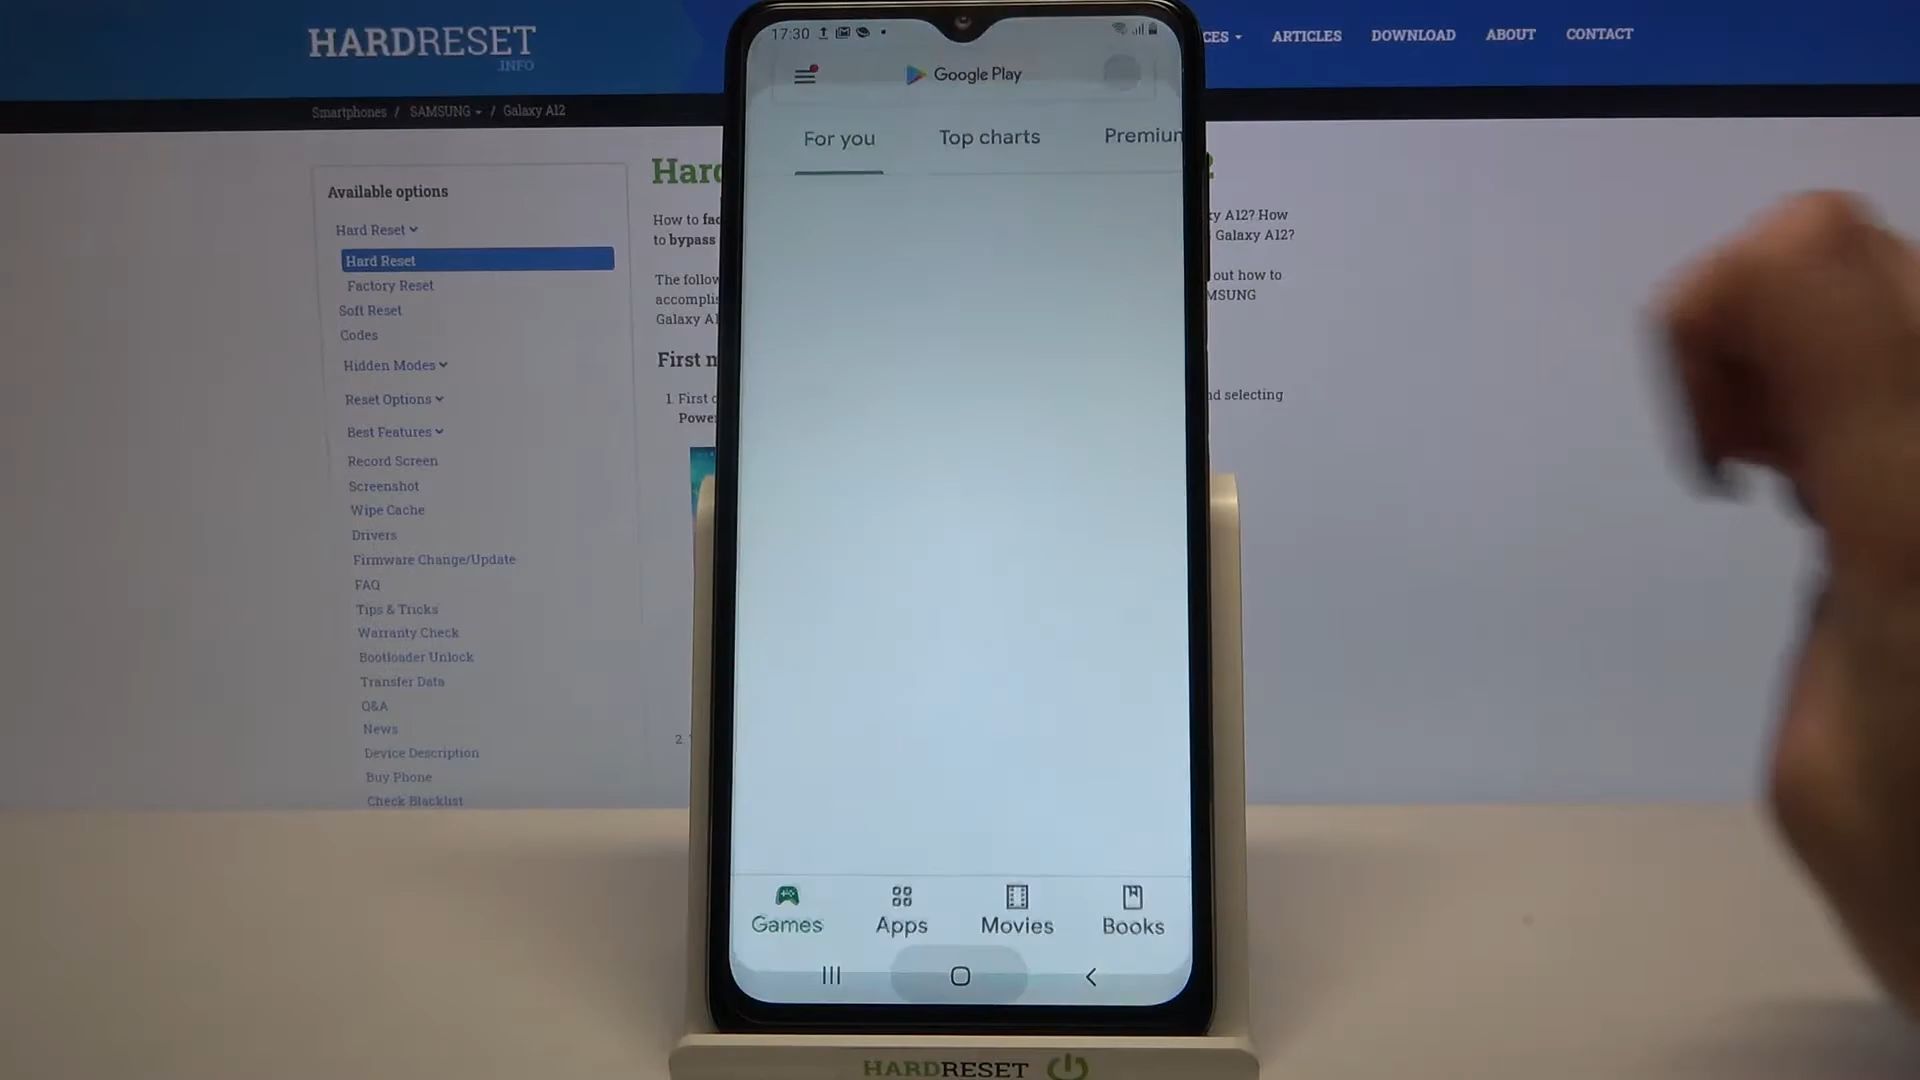 HARDRESET
.INFO
CES
ARTICLES
DOWNLOAD
ABOUT
CONTACT
Smartphones / SAMSUNG / Galaxy A12
Available options
Hard Reset
Hard Reset
Factory Reset
Soft Reset
Codes
Hidden Modes
Reset Options
Best Features
Record Screen
Screenshot
Wipe Cache
Drivers
Firmware Change/Update
FAQ
Tips & Tricks
Warranty Check
Bootloader Unlock
Transfer Data
Q&A
News
Device Description
Buy Phone
Check Blacklist
How to
to bypass
The
Galaxy
First
1. First
2.
A12? How
Galaxy A12?
out how to
selecting
17:30
Google Play
For you
Top charts
Games
Apps
Movies
Books
HARDRESET